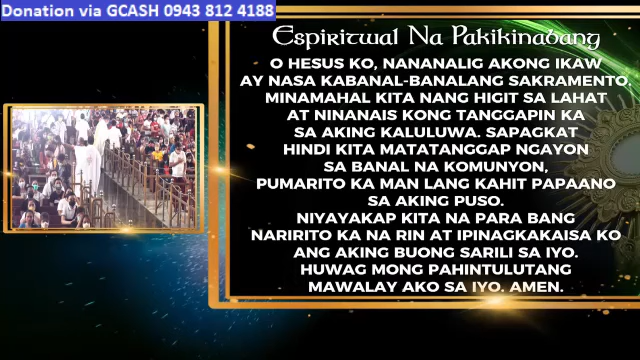 Donation via GCASH 0943 812 4188
Espiritwal Na Pakikinabang
O HESUS KO, NANANALIG AKONG IKAW
AY NASA KABANAL-BANALANG SAKRAMENTO.
MINAMAHAL KITA NANG HIGIT SA LAHAT
AT NINANAIS KONG TANGGAPIN KA
SA AKING KALULUWA. SAPAGKAT
HINDI KITA MATATANGGAP NGAYON
SA BANAL NA KOMUNYON,
PUMARITO KA MAN LANG KAHIT PAPAANO
SA AKING PUSO.
NIYAYAKAP KITA NA PARA BANG
NARIRITO KA NA RIN AT IPINAGKAKAISA KO
ANG AKING BUONG SARILI SA IYO.
HUWAG MONG PAHINTULUTANG
MAWALAY AKO SA IYO. AMEN.